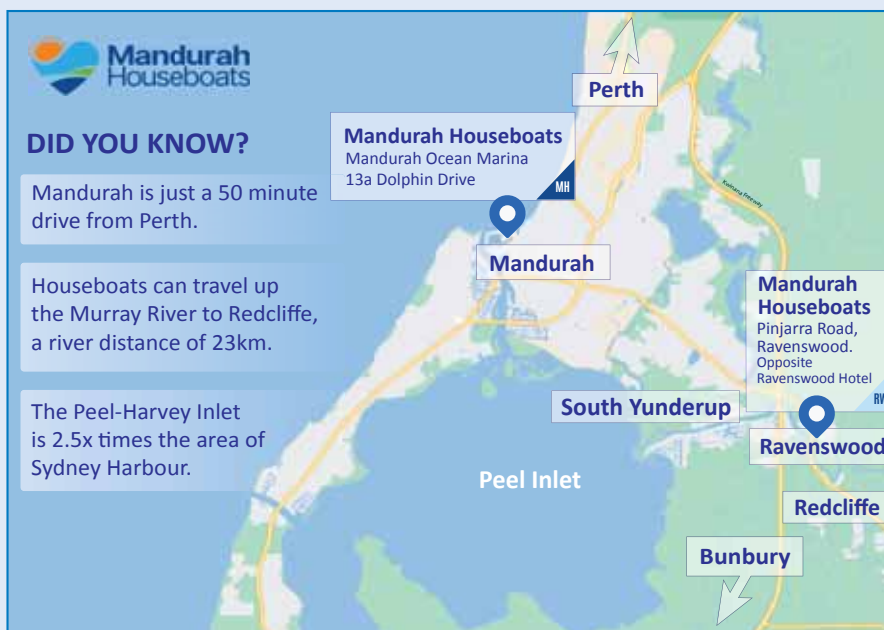 Mandurah
Houseboats
DID YOU KNOW?
Mandurah is just a 50 minute
drive from Perth.
Houseboats can travel up
the Murray River to Redcliffe,
a river distance of 23km.
The Peel-Harvey Inlet
is 2.5x times the area of
Sydney Harbour.
Perth
Mandurah Houseboats
Mandurah Ocean Marina
13a Dolphin Drive
MH
Mandurah
Kwinana Freeway
Mandurah
Houseboats
Pinjarra Road,
Ravenswood.
Opposite
Ravenswood Hotel
RW
South Yunderup
Ravenswood
Peel Inlet
Redcliffe
Bunbury